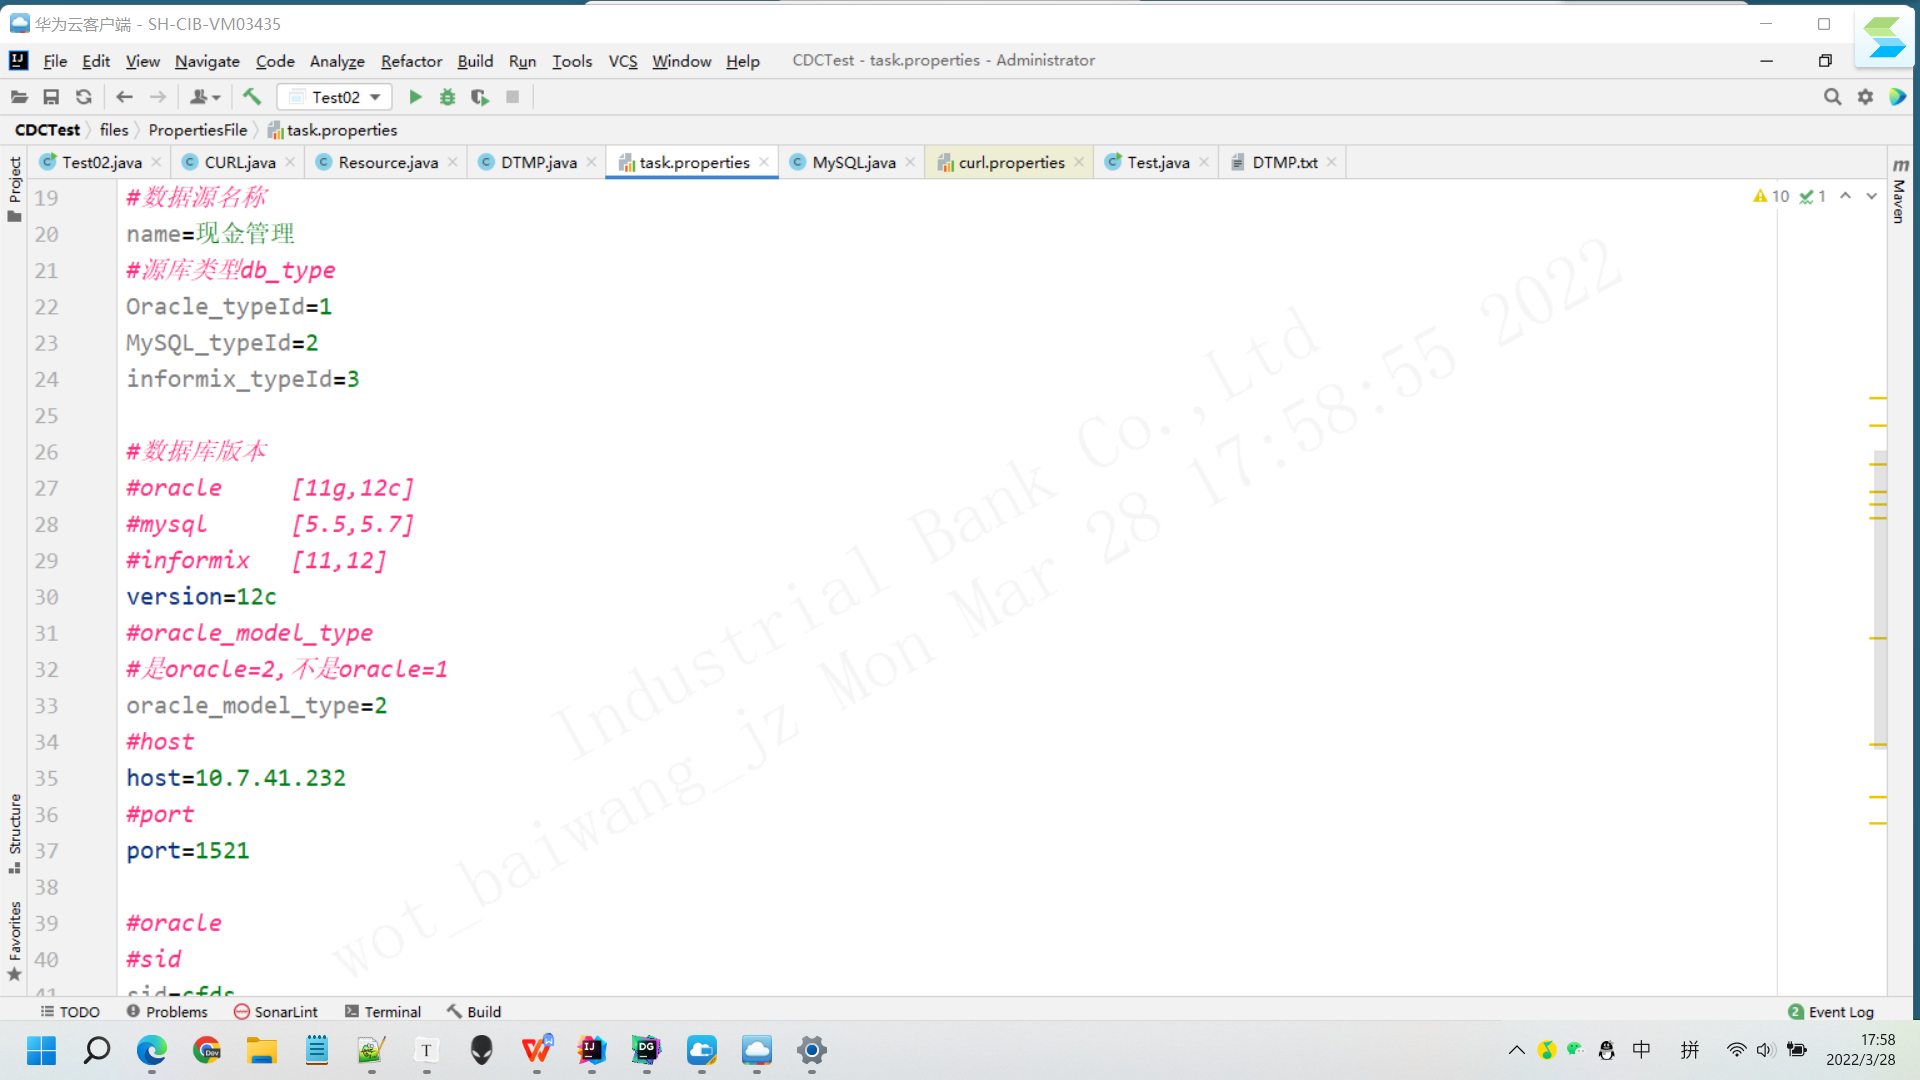 华为云客户端 - SH-CIB-VM03435
File Edit View Navigate Code Analyze Refactor Build Run Tools VCS Window Help CDCTest - task.properties - Administrator
Test02
CDCTest files PropertiesFile task.properties
Test02.java CURL.java Resource.java DTMP.java task.properties MySQL.java curl.properties Test.java DTMP.txt
Project
Structure
Favorites
Maven
10 1
19 #数据源名称
20 name=现金管理
21 #源库类型db_type
22 Oracle_typeId=1
23 MySQL_typeId=2
24 informix_typeId=3
25
26 #数据库版本
27 #oracle [11g,12c]
28 #mysql [5.5,5.7]
29 #informix [11,12]
30 version=12c
31 #oracle_model_type
32 #是oracle=2,不是oracle=1
33 oracle_model_type=2
34 #host
35 host=10.7.41.232
36 #port
37 port=1521
38
39 #oracle
40 #sid
41 sid=cfds
Industrial Bank Co.,Ltd
wot_baiwang_jz Mon Mar 28 17:58:55 2022
TODO Problems SonarLint Terminal Build 2 Event Log
中 拼
17:58
2022/3/28